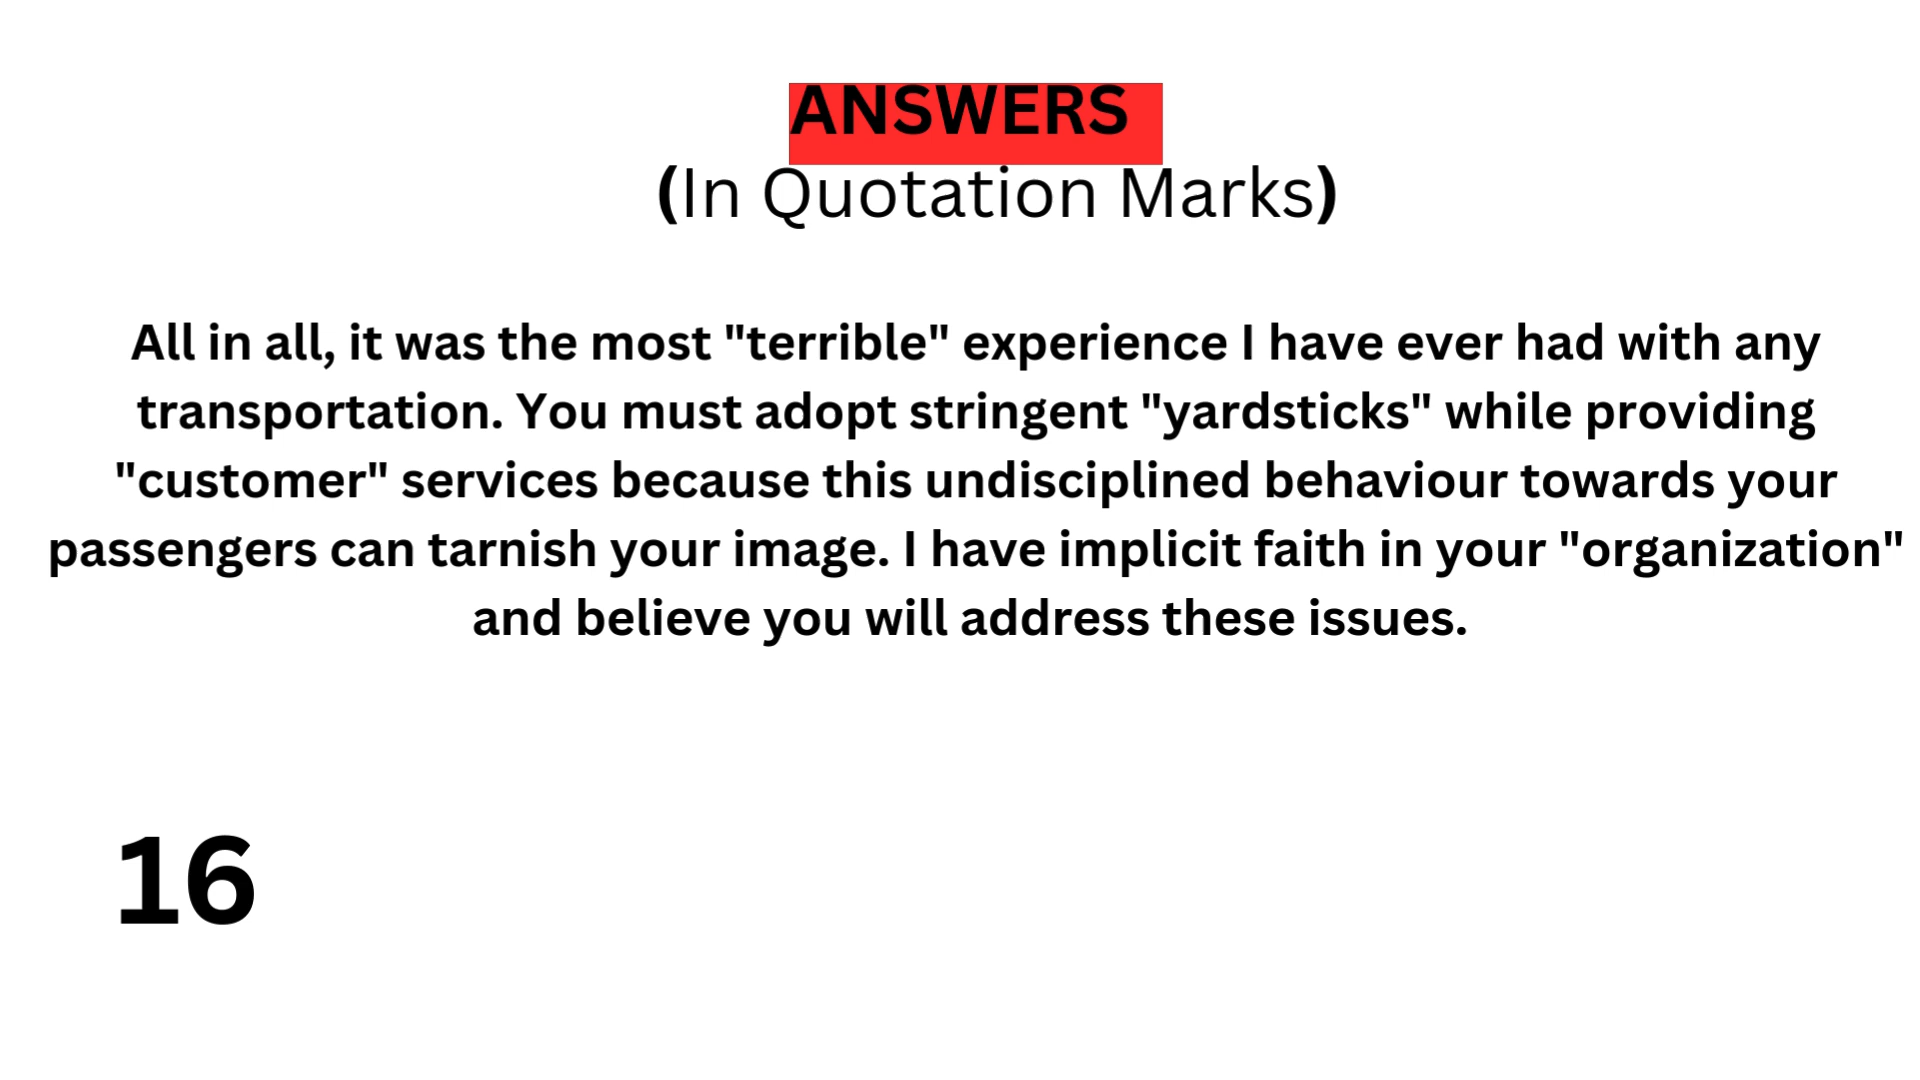 ANSWERS
(In Quotation Marks)
All in all, it was the most "terrible" experience I have ever had with any
transportation. You must adopt stringent "yardsticks" while providing
"customer" services because this undisciplined behaviour towards your
passengers can tarnish your image. I have implicit faith in your "organization"
and believe you will address these issues.
16